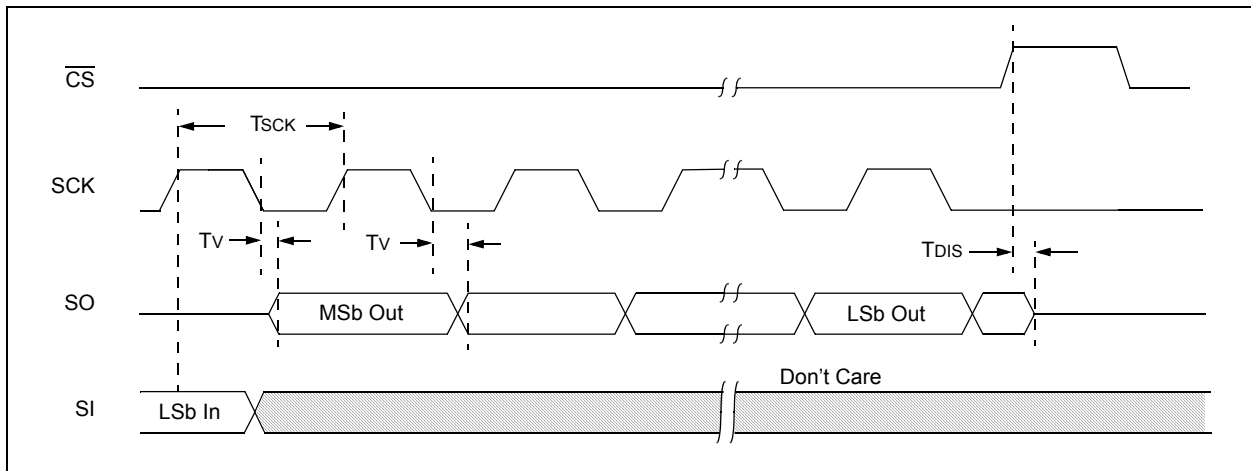 CS
TSCK
SCK
TV
TV
TDIS
SO
MSb Out
LSb Out
Don't Care
SI
LSb In